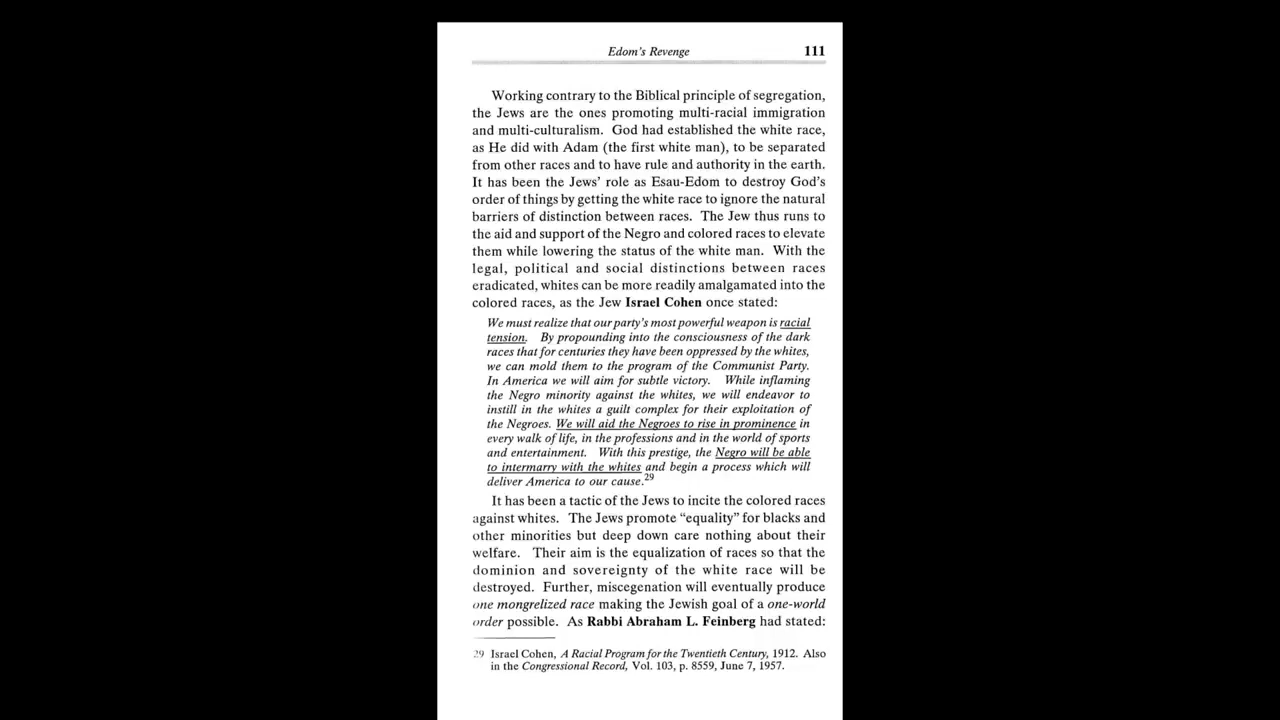 Edom's Revenge 111
Working contrary to the Biblical principle of segregation,
the Jews are the ones promoting multi-racial immigration
and multi-culturalism. God had established the white race,
as He did with Adam (the first white man), to be separated
from other races and to have rule and authority in the earth.
It has been the Jews' role as Esau-Edom to destroy God's
order of things by getting the white race to ignore the natural
barriers of distinction between races. The Jew thus runs to
the aid and support of the Negro and colored races to elevate
them while lowering the status of the white man. With the
legal, political and social distinctions between races
eradicated, whites can be more readily amalgamated into the
colored races, as the Jew Israel Cohen once stated:
We must realize that our party's most powerful weapon is racial
tension. By propounding into the consciousness of the dark
races that for centuries they have been oppressed by the whites,
we can mold them to the program of the Communist Party.
In America we will aim for subtle victory. While inflaming
the Negro minority against the whites, we will endeavor to
instill in the whites a guilt complex for their exploitation of
the Negroes. We will aid the Negroes to rise in prominence in
every walk of life, in the professions and in the world of sports
and entertainment. With this prestige, the Negro will be able
to intermarry with the whites and begin a process which will
deliver America to our cause.29
It has been a tactic of the Jews to incite the colored races
against whites. The Jews promote “equality” for blacks and
other minorities but deep down care nothing about their
welfare. Their aim is the equalization of races so that the
dominion and sovereignty of the white race will be
destroyed. Further, miscegenation will eventually produce
one mongrelized race making the Jewish goal of a one-world
order possible. As Rabbi Abraham L. Feinberg had stated:
29 Israel Cohen, A Racial Program for the Twentieth Century, 1912. Also
in the Congressional Record, Vol. 103, p. 8559, June 7, 1957.